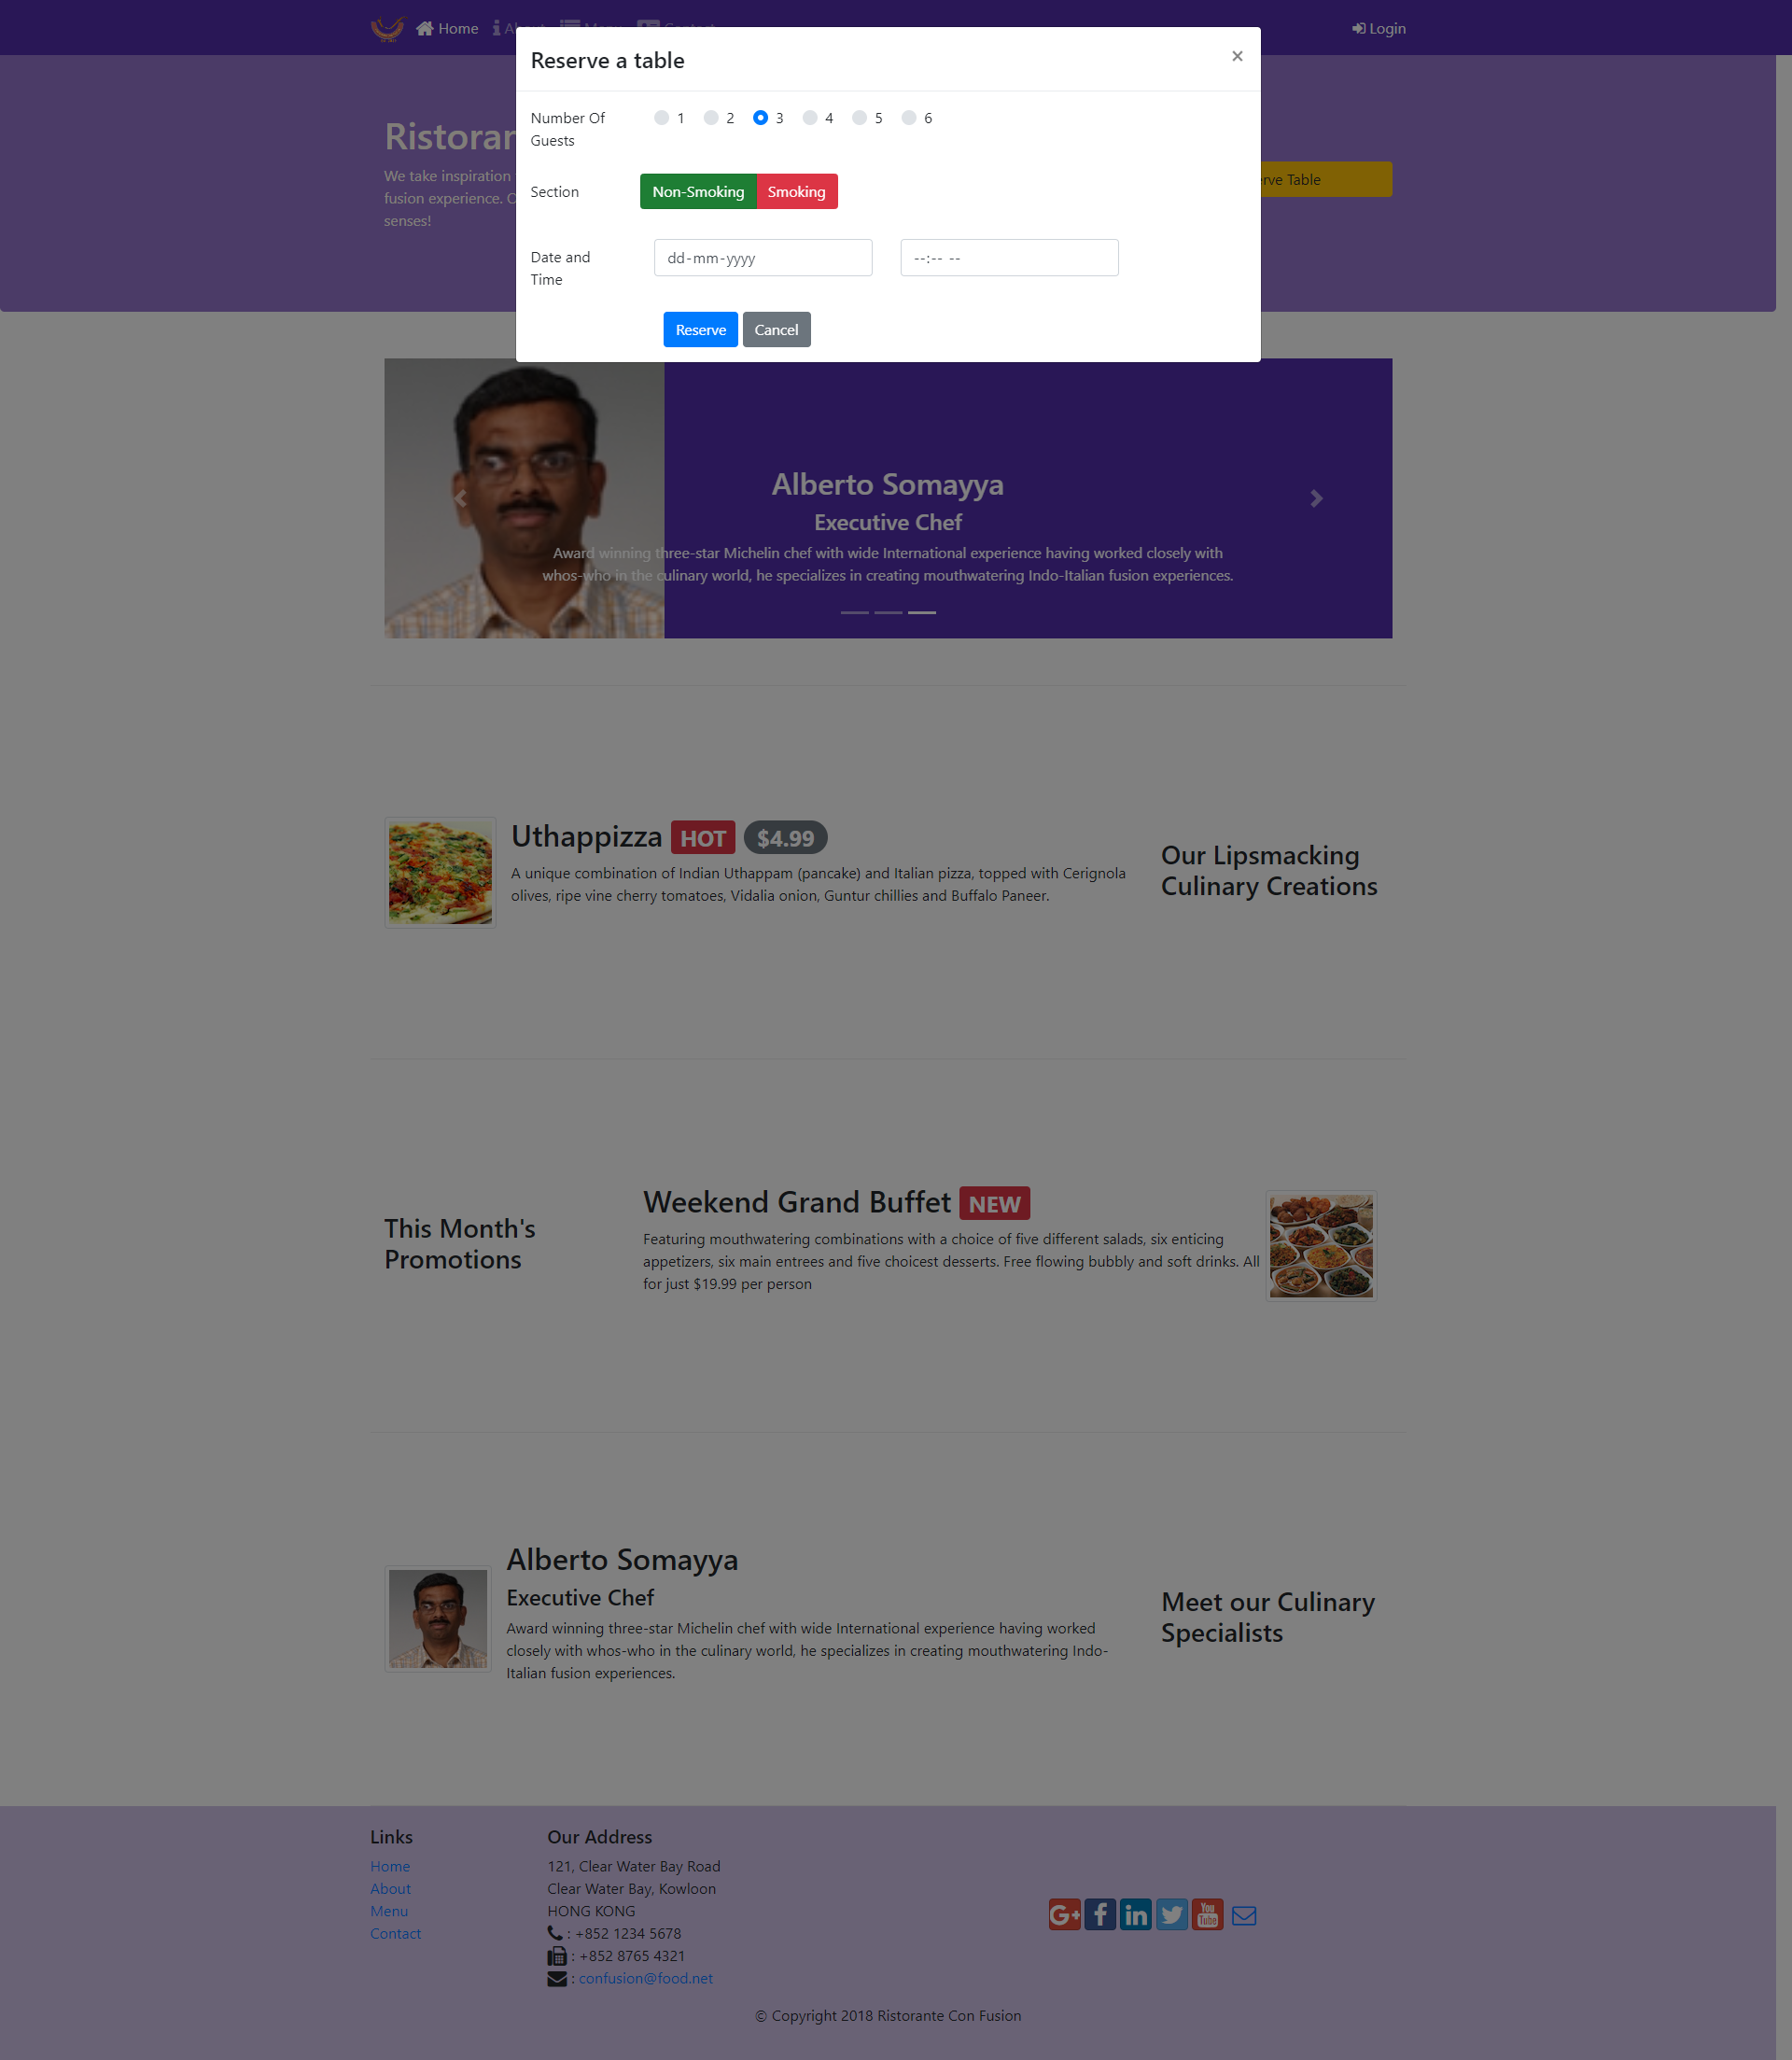 Home
Login
Reserve a table
×
Number Of
Guests
1 2 3 4 5 6
Section
Non-Smoking Smoking
Date and
Time
dd-mm-yyyy
--:-- --
Reserve Cancel
We take inspiration
fusion experience.
senses!
Table
Alberto Somayya
Executive Chef
Award winning three-star Michelin chef with wide International experience having worked closely with
whos-who in the culinary world, he specializes in creating mouthwatering Indo-Italian fusion experiences.
Uthappizza HOT $4.99
A unique combination of Indian Uthappam (pancake) and Italian pizza, topped with Cerignola
olives, ripe vine cherry tomatoes, Vidalia onion, Guntur chillies and Buffalo Paneer.
Our Lipsmacking
Culinary Creations
This Month's
Promotions
Weekend Grand Buffet NEW
Featuring mouthwatering combinations with a choice of five different salads, six enticing
appetizers, six main entrees and five choicest desserts. Free flowing bubbly and soft drinks. All
for just $19.99 per person
Alberto Somayya
Executive Chef
Award winning three-star Michelin chef with wide International experience having worked
closely with whos-who in the culinary world, he specializes in creating mouthwatering Indo-
Italian fusion experiences.
Meet our Culinary
Specialists
Links
Home
About
Menu
Contact
Our Address
121, Clear Water Bay Road
Clear Water Bay, Kowloon
HONG KONG
: +852 1234 5678
: +852 8765 4321
: confusion@food.net
G+ f in You Tube
© Copyright 2018 Ristorante Con Fusion